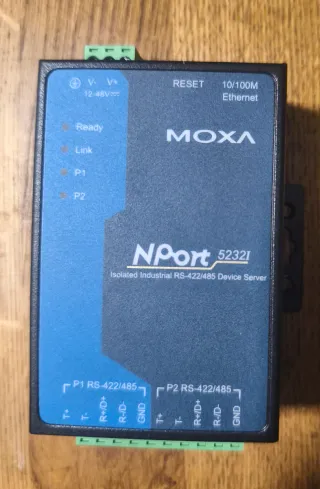 V- V+ RESET 10/100M
12-48V⎓ Ethernet
Ready
Link
P1
P2
MOXA
NPort 5232I
Isolated Industrial RS-422/485 Device Server
P1 RS-422/485 P2 RS-422/485
T+ T- R+/D+ R-/D- GND T+ T- R+/D+ R-/D- GND